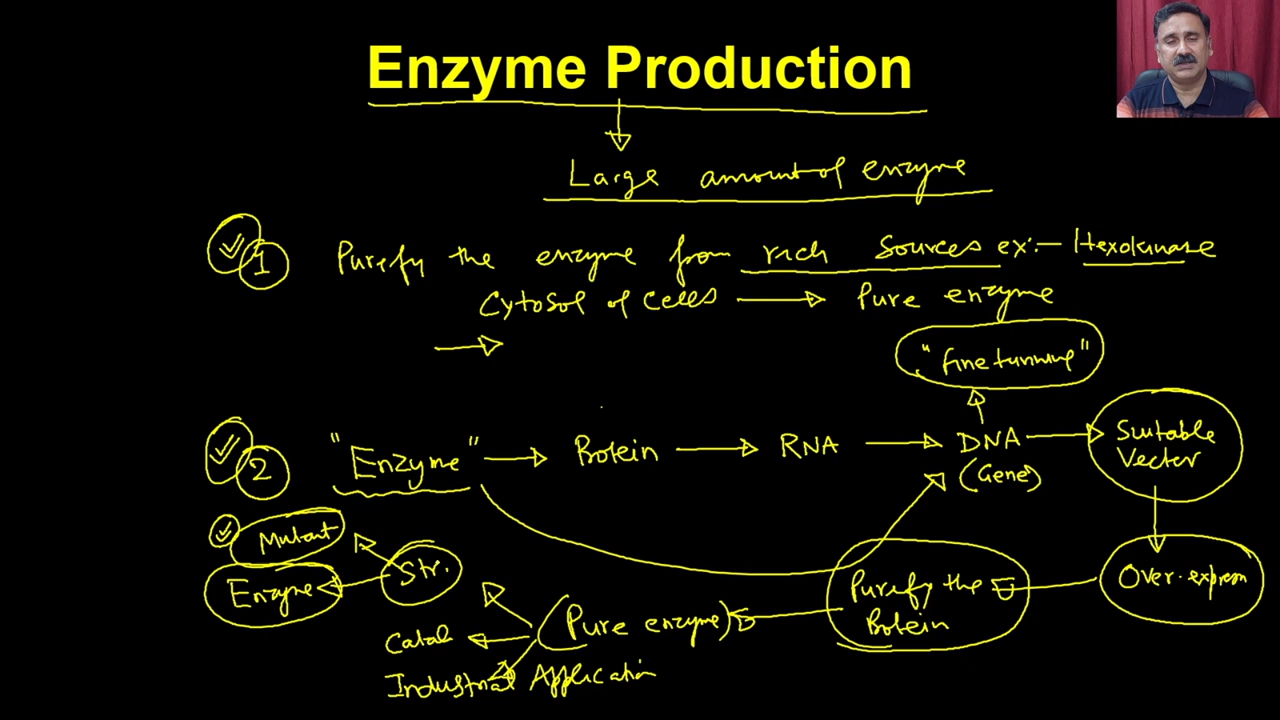 Enzyme Production
Large amount of enzyme
1 Purify the enzyme from rich Sources ex:- Hexokinase
Cytosol of Cells Pure enzyme
"fine tunning"
2 "Enzyme" Protein RNA DNA (Gene)
Suitable Vector
Mutant
Enzyme
Str.
Over-expression
Purify the Protein
(Pure enzyme)
Catal
Industrial Application